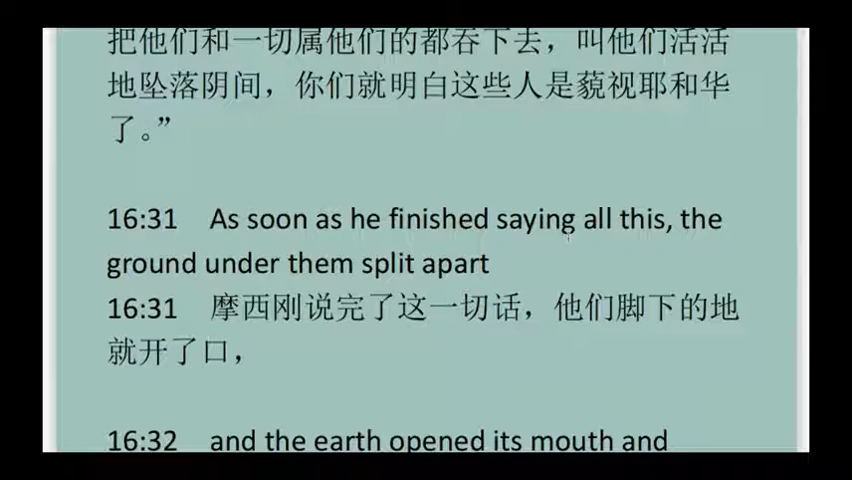 把他们和一切属他们的都吞下去，叫他们活活
地坠落阴间，你们就明白这些人是藐视耶和华
了。”
16:31 As soon as he finished saying all this, the
ground under them split apart
16:31 摩西刚说完了这一切话，他们脚下的地
就开了口，
16:32 and the earth opened its mouth and